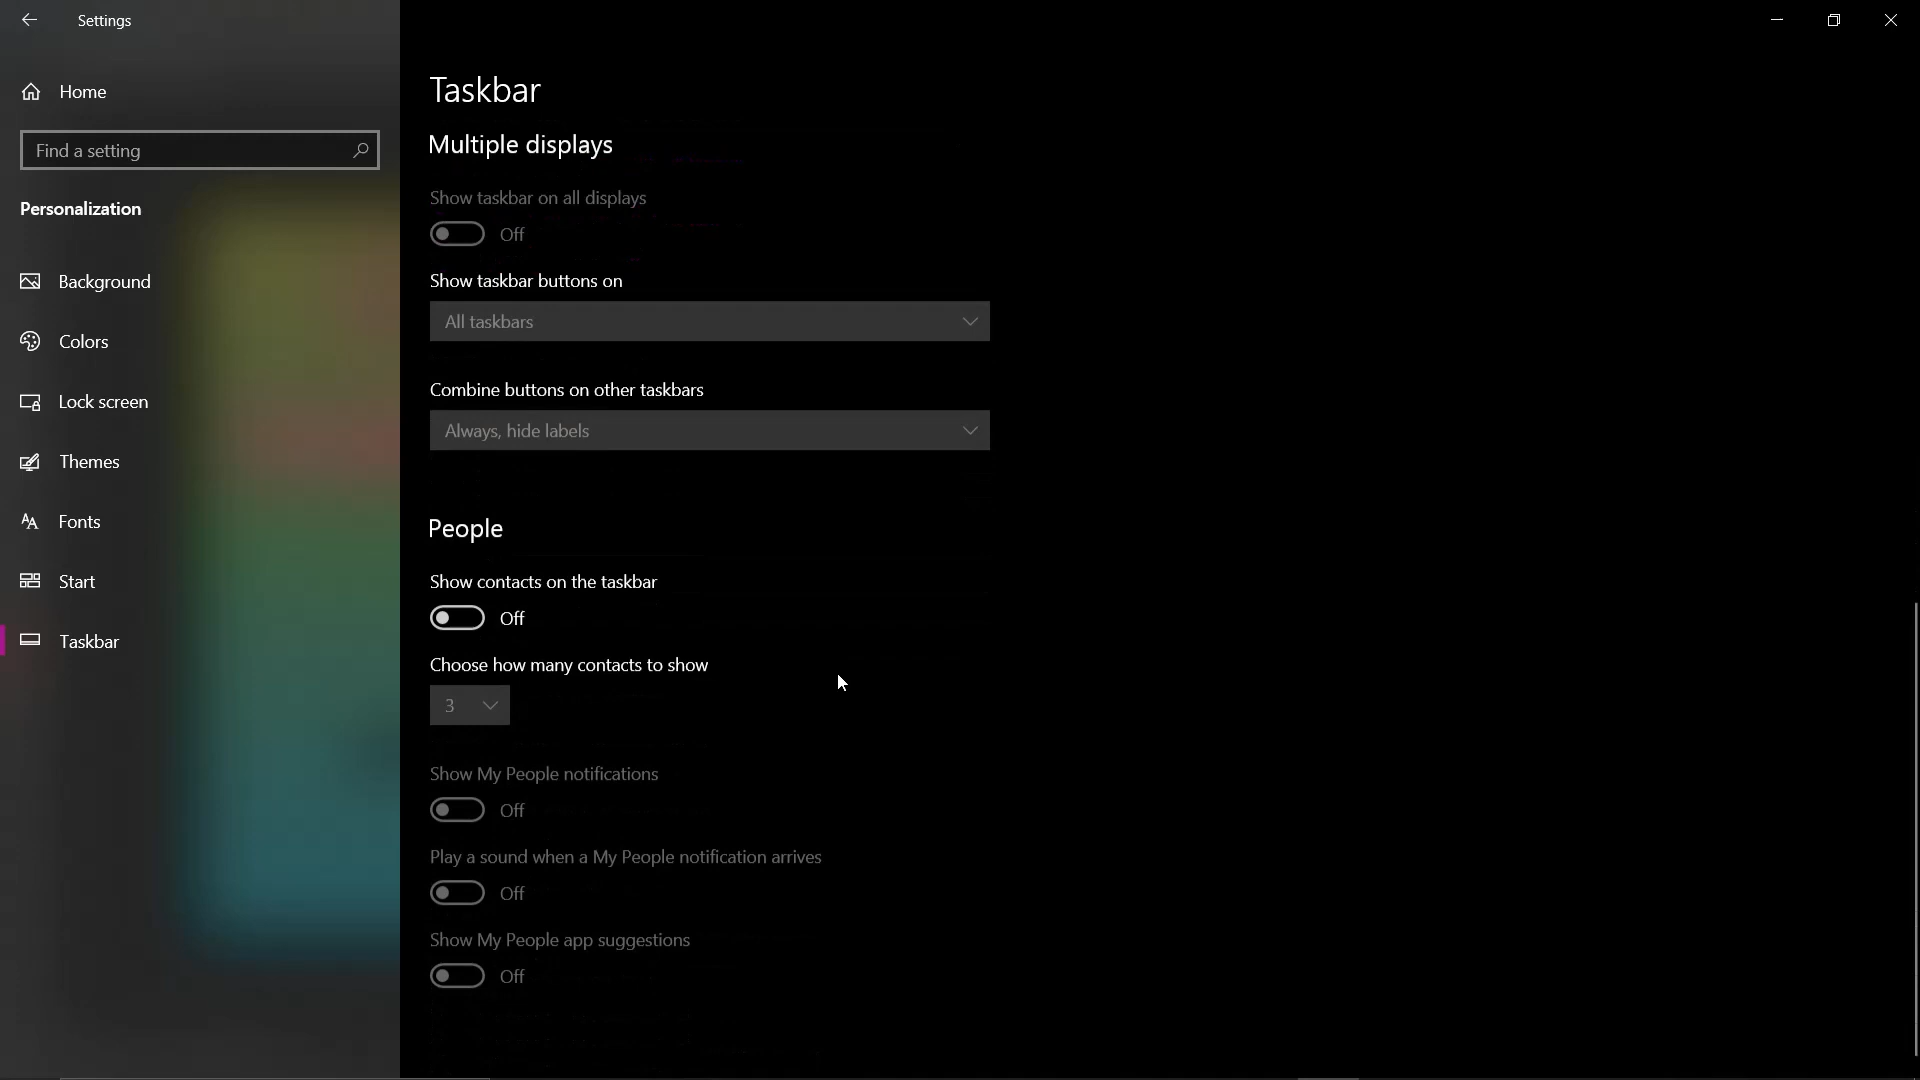 Settings
Home
Find a setting
Personalization
Background
Colors
Lock screen
Themes
Fonts
Start
Taskbar
Taskbar
Multiple displays
Show taskbar on all displays
Off
Show taskbar buttons on
All taskbars
Combine buttons on other taskbars
Always, hide labels
People
Show contacts on the taskbar
Off
Choose how many contacts to show
3
Show My People notifications
Off
Play a sound when a My People notification arrives
Off
Show My People app suggestions
Off